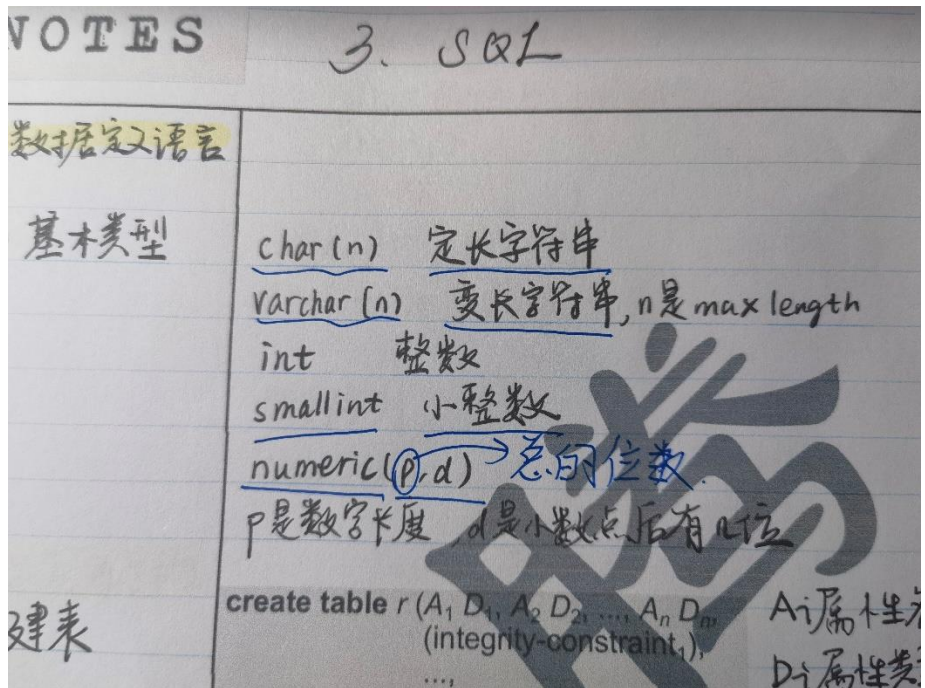 NOTES
3. SQL
数据定义语言
基本类型
char(n) 定长字符串
varchar(n) 变长字符串,n是max length
int 整数
smallint 小整数
numeric(p,d) 总的位数.
p是数字长度,d是小数点后有几位
建表
create table r (A₁ D₁, A₂ D₂, ..., Aₙ Dₙ,
(integrity-constraint₁),
...,
Ai属性
Di属性类